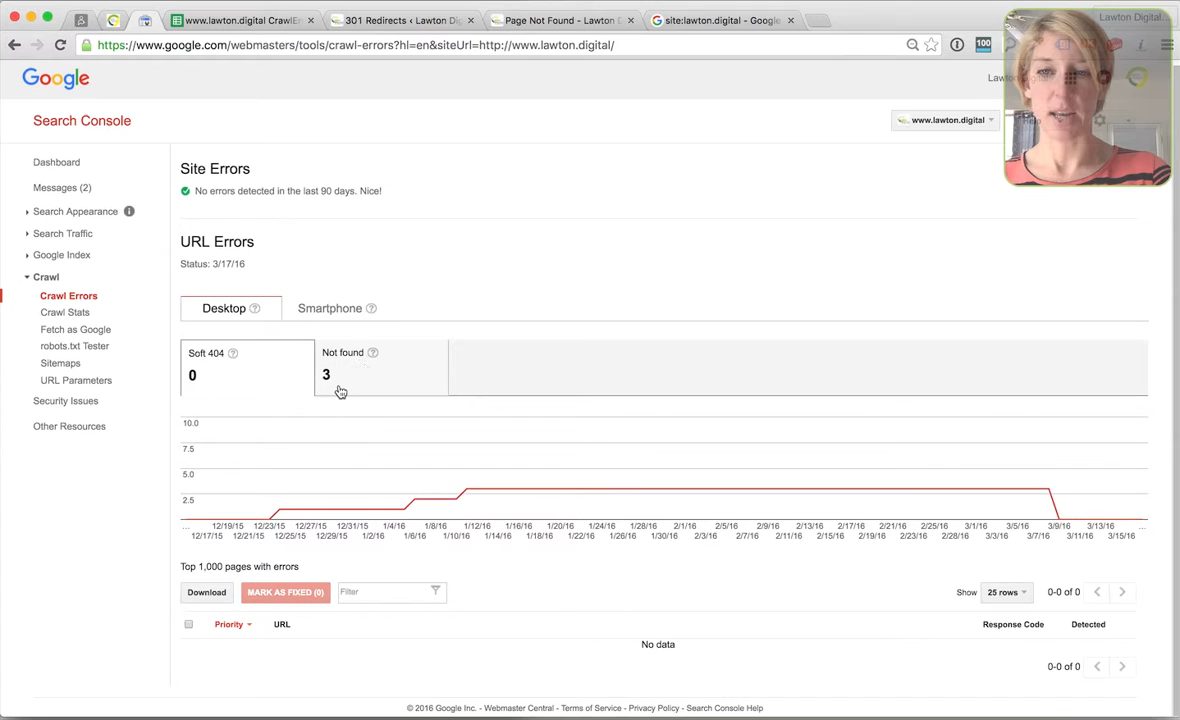 www.lawton.digital CrawlEr
301 Redirects ‹ Lawton Di
Page Not Found - Lawton D
site:lawton.digital - Google
Lawton Digital...
https://www.google.com/webmasters/tools/crawl-errors?hl=en&siteUrl=http://www.lawton.digital/
100
Google
Search Console
www.lawton.digital
Help
Dashboard
Messages (2)
Search Appearance
Search Traffic
Google Index
Crawl
Crawl Errors
Crawl Stats
Fetch as Google
robots.txt Tester
Sitemaps
URL Parameters
Security Issues
Other Resources
Site Errors
No errors detected in the last 90 days. Nice!
URL Errors
Status: 3/17/16
Desktop ? Smartphone ?
Soft 404 ? Not found ?
0 3
10.0
7.5
5.0
2.5
... 12/19/15 12/23/15 12/27/15 12/31/15 1/4/16 1/8/16 1/12/16 1/16/16 1/20/16 1/24/16 1/28/16 2/1/16 2/5/16 2/9/16 2/13/16 2/17/16 2/21/16 2/25/16 3/1/16 3/5/16 3/9/16 3/13/16 ...
12/17/15 12/21/15 12/25/15 12/29/15 1/2/16 1/6/16 1/10/16 1/14/16 1/18/16 1/22/16 1/26/16 1/30/16 2/3/16 2/7/16 2/11/16 2/15/16 2/19/16 2/23/16 2/28/16 3/3/16 3/7/16 3/11/16 3/15/16
Top 1,000 pages with errors
Download MARK AS FIXED (0) Filter Show 25 rows 0-0 of 0
Priority URL Response Code Detected
No data
0-0 of 0
© 2016 Google Inc. - Webmaster Central - Terms of Service - Privacy Policy - Search Console Help